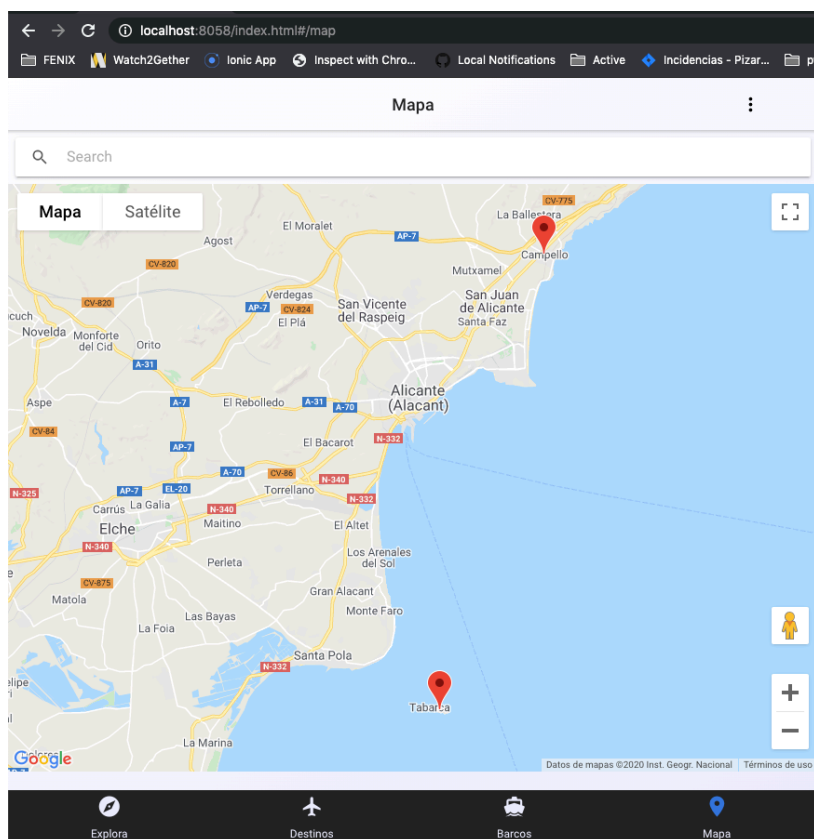 localhost:8058/index.html#/map
FENIX Watch2Gether Ionic App Inspect with Chro... Local Notifications Active Incidencias - Pizar...
Mapa
Search
Mapa Satélite
CV-775
La Ballestera
El Moralet
AP-7
Agost
Campello
CV-820
Mutxamel
Verdegas
San Juan
de Alicante
CV-820
AP-7
CV-824
San Vicente
del Raspeig
El Plá
Santa Faz
Novelda
Monforte
del Cid
Orito
A-31
Alicante
(Alacant)
Aspe
A-7
El Rebolledo
A-31
A-70
CV-84
El Bacarot
N-332
AP-7
A-70
CV-86
N-340
Torrellano
N-325
AP-7
EL-20
N-332
Carrús
La Galia
N-340
Maitino
El Altet
Elche
N-340
Los Arenales
del Sol
Perleta
CV-875
Gran Alacant
Matola
Monte Faro
Las Bayas
La Foia
Santa Pola
N-332
Tabarca
La Marina
Google
Datos de mapas ©2020 Inst. Geogr. Nacional Términos de uso
Explora Destinos Barcos Mapa